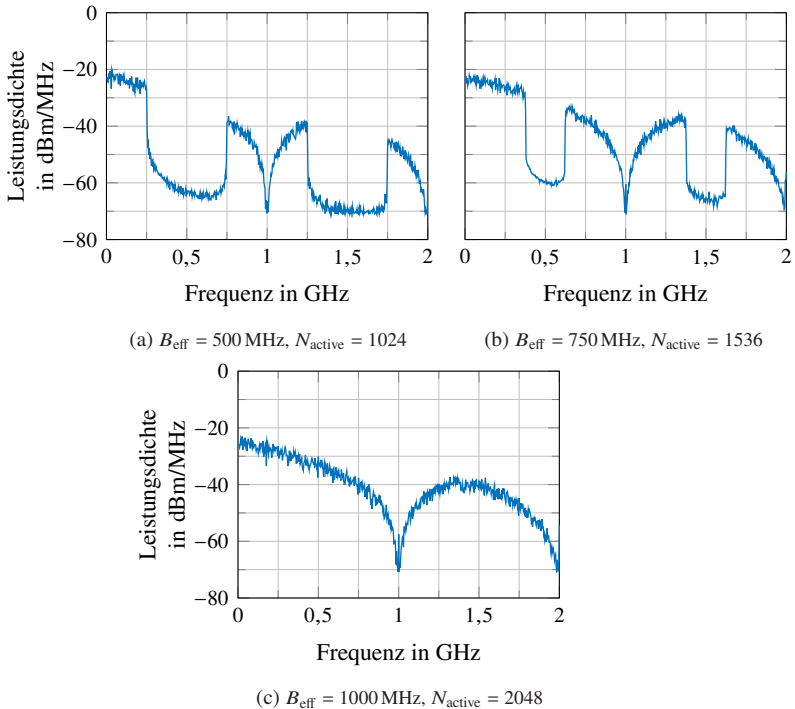 0
−20
−40
−60
−80
Leistungsdichte
in dBm/MHz
0 0,5 1 1,5 2
Frequenz in GHz
(a) B_eff = 500 MHz, N_active = 1024
0 0,5 1 1,5 2
Frequenz in GHz
(b) B_eff = 750 MHz, N_active = 1536
0
−20
−40
−60
−80
Leistungsdichte
in dBm/MHz
0 0,5 1 1,5 2
Frequenz in GHz
(c) B_eff = 1000 MHz, N_active = 2048